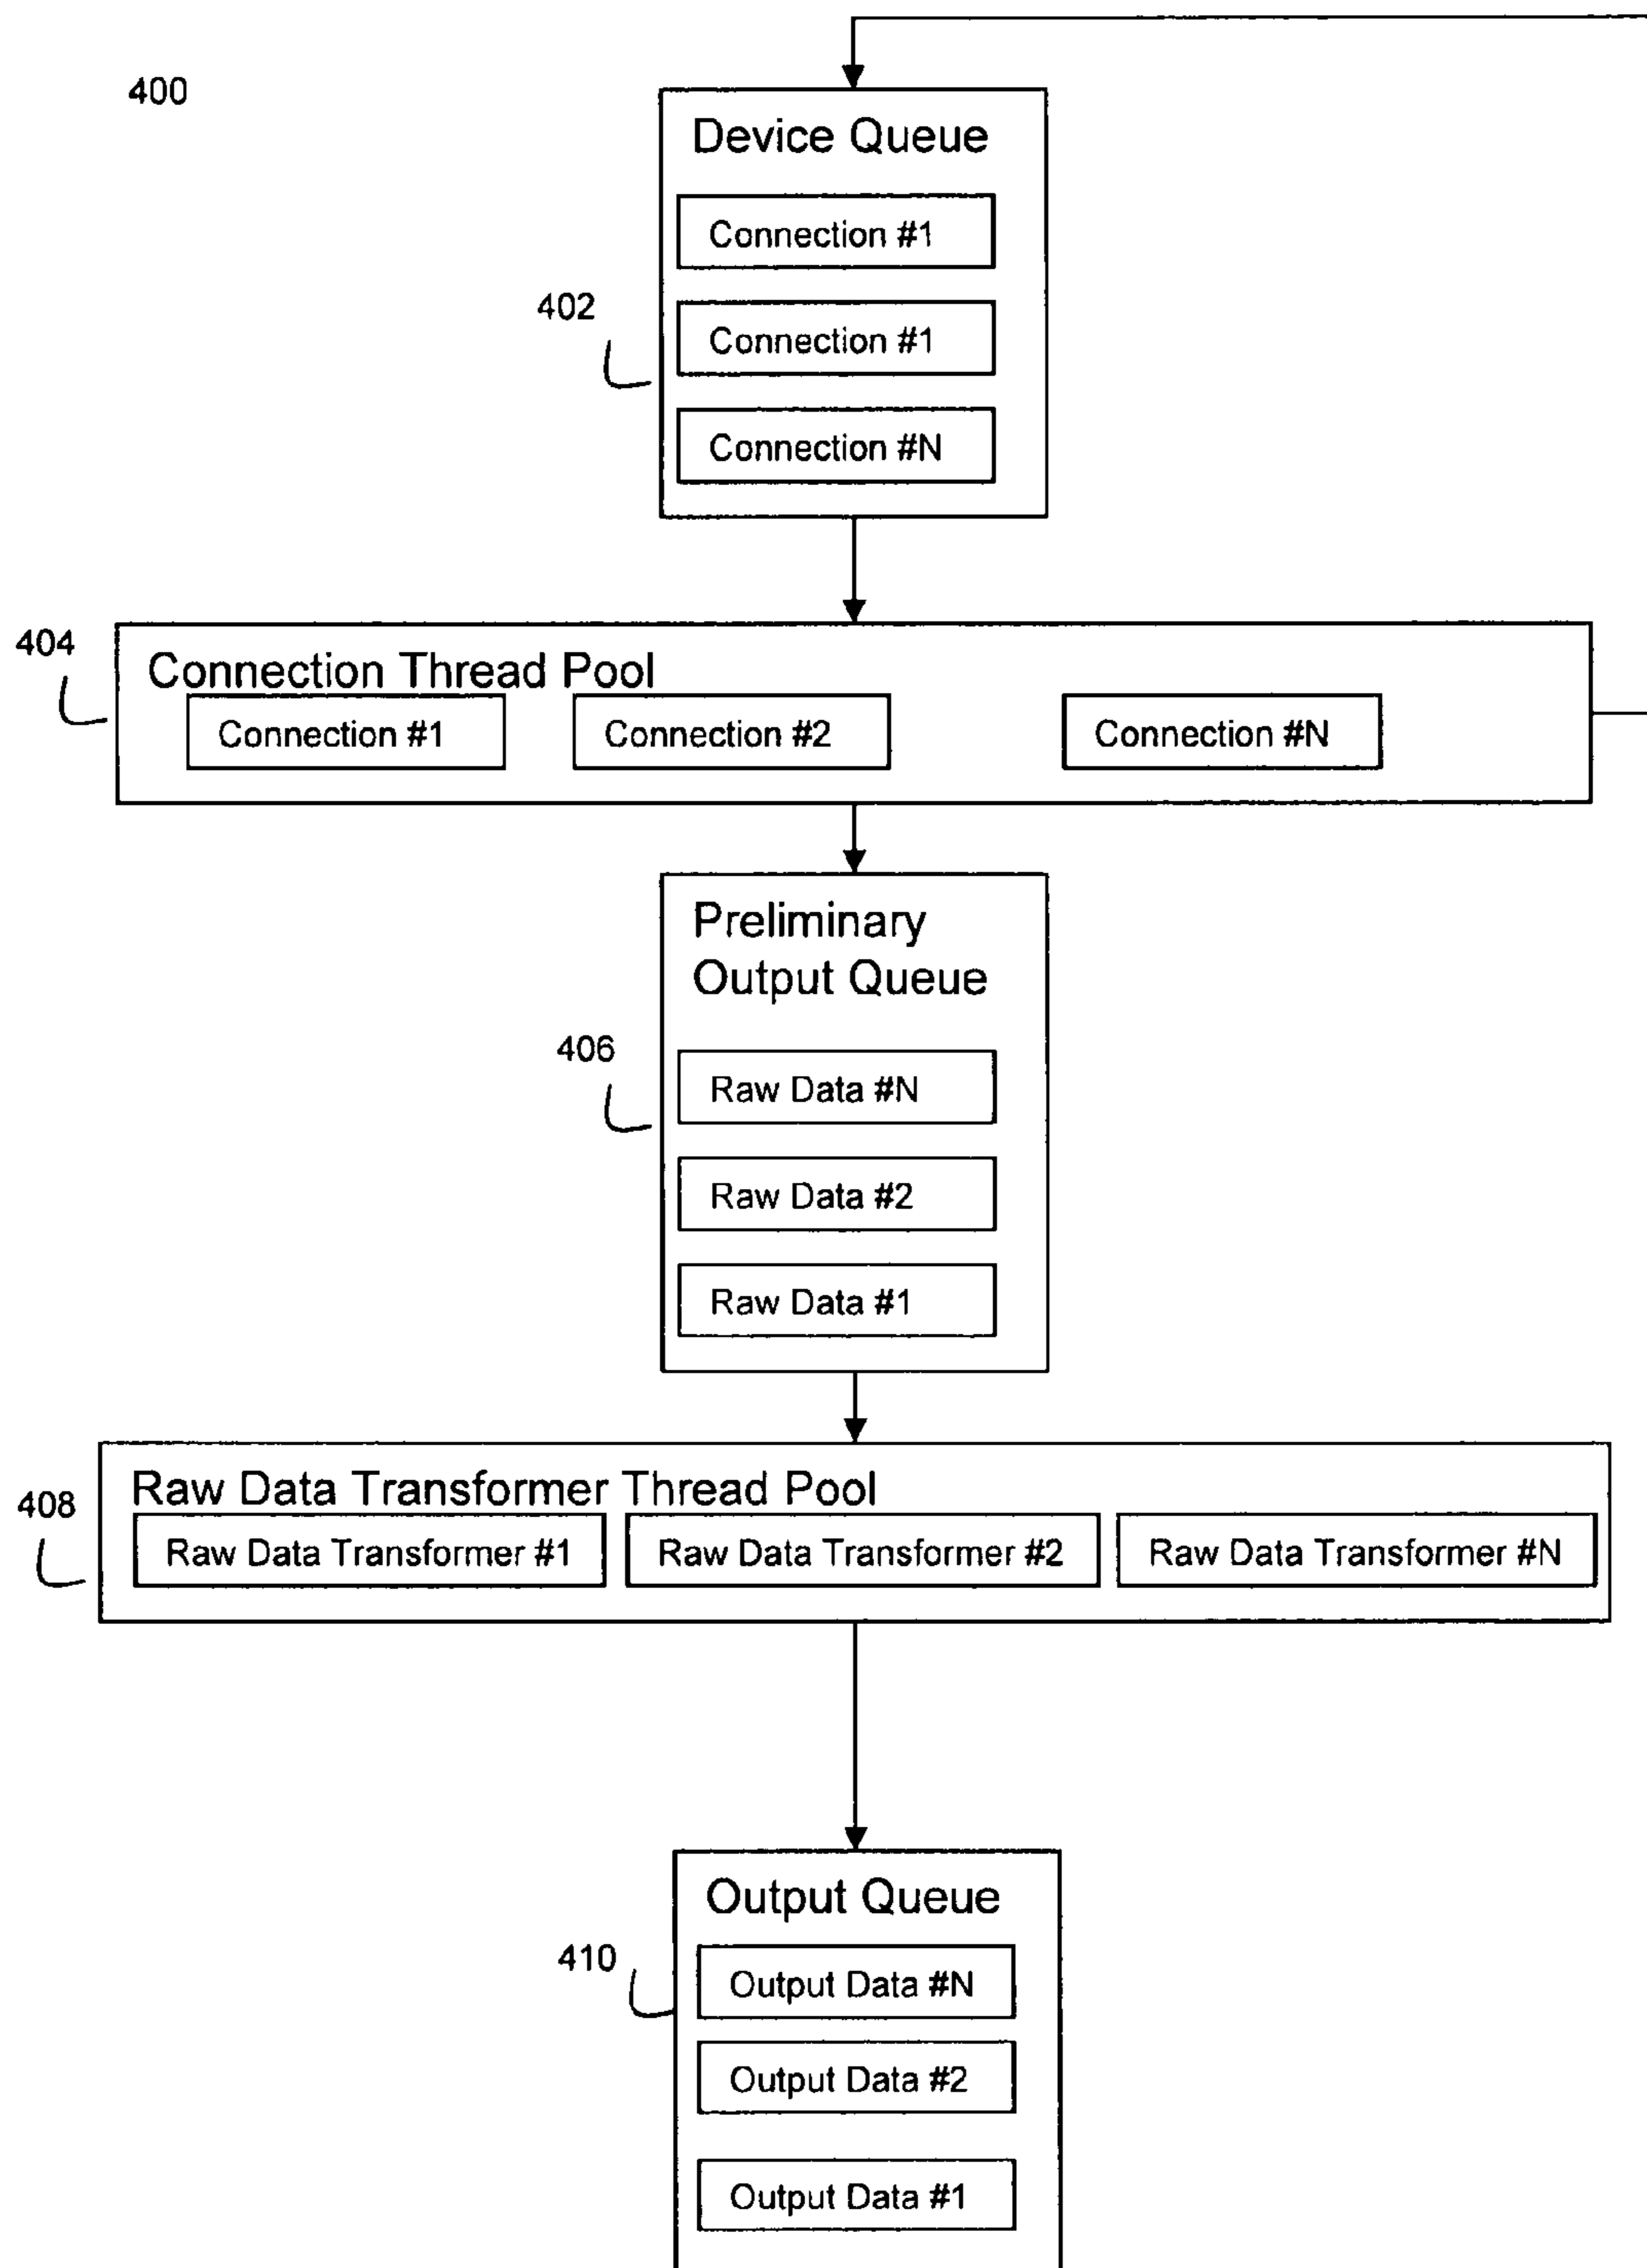 400
Device Queue
Connection #1
402
Connection #1
Connection #N
404
Connection Thread Pool
Connection #1 Connection #2 Connection #N
Preliminary
Output Queue
406
Raw Data #N
Raw Data #2
Raw Data #1
Raw Data Transformer Thread Pool
408
Raw Data Transformer #1 Raw Data Transformer #2 Raw Data Transformer #N
Output Queue
410
Output Data #N
Output Data #2
Output Data #1